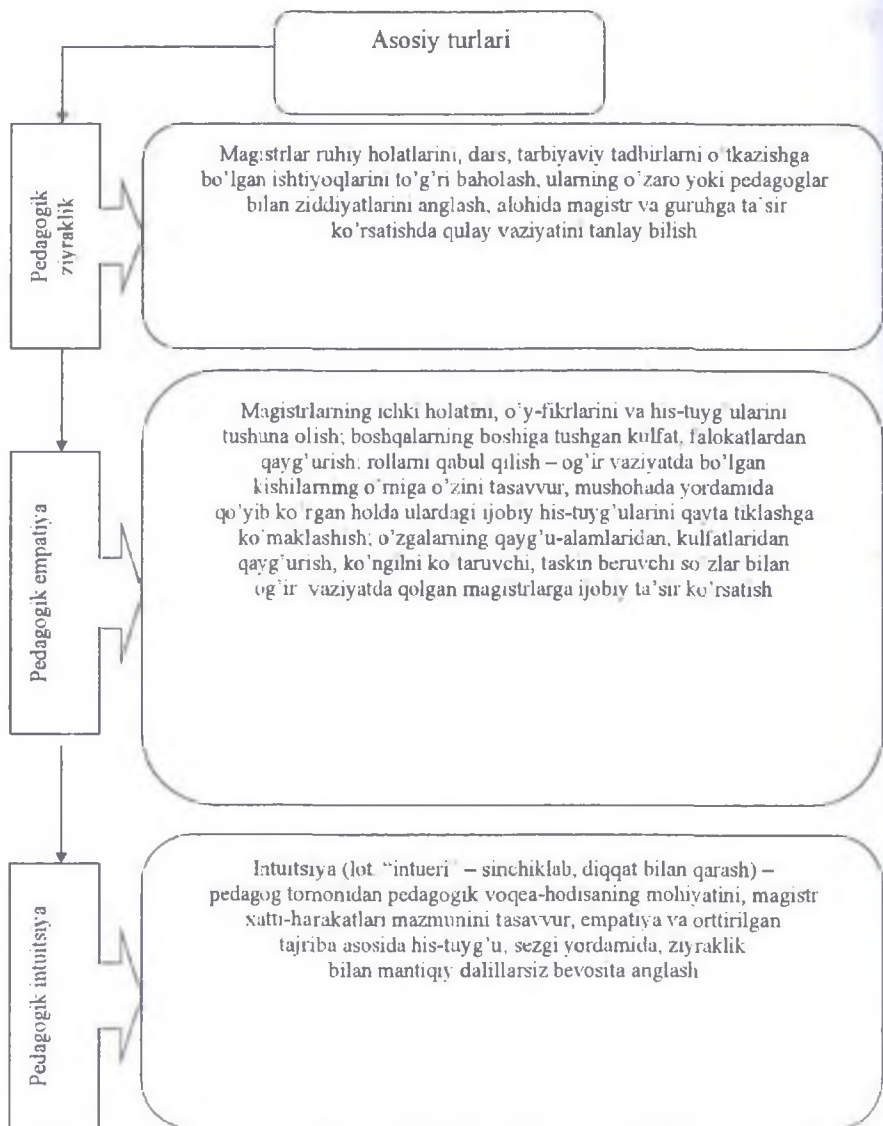 Asosiy turlari
Pedagogik
ziyraklik
Magistrlar ruhiy holatlarini, dars, tarbiyaviy tadbirlarni o'tkazishga
bo'lgan ishtiyoqlarini to'g'ri baholash, ularning o'zaro yoki pedagoglar
bilan ziddiyatlarini anglash, alohida magistr va guruhga ta'sir
ko'rsatishda qulay vaziyatini tanlay bilish
Pedagogik empatiya
Magistrlarning ichki holatini, o'y-fikrlarini va his-tuyg'ularini
tushuna olish; boshqalarning boshiga tushgan kulfat, falokatlardan
qayg'urish; rollarni qabul qilish – og'ir vaziyatda bo'lgan
kishilarning o'rniga o'zini tasavvur, mushohada yordamida
qo'yib ko'rgan holda ulardagi ijobiy his-tuyg'ularini qayta tiklashga
ko'maklashish; o'zgalarning qayg'u-alamlaridan, kulfatlaridan
qayg'urish, ko'ngilni ko'taruvchi, taskin beruvchi so'zlar bilan
og'ir vaziyatda qolgan magistrlarga ijobiy ta'sir ko'rsatish
Pedagogik intuitsiya
Intuitsiya (lot. "intueri" – sinchiklab, diqqat bilan qarash) –
pedagog tomonidan pedagogik voqea-hodisaning mohiyatini, magistr
xatti-harakatlari mazmunini tasavvur, empatiya va orttirilgan
tajriba asosida his-tuyg'u, sezgi yordamida, ziyraklik
bilan mantiqiy dalillarsiz bevosita anglash